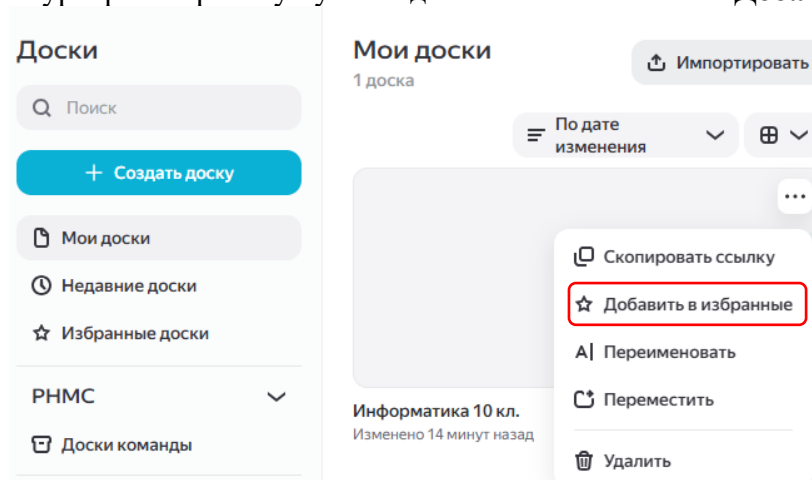 Доски
Поиск
+ Создать доску
Мои доски
Недавние доски
Избранные доски
РНМС
Доски команды
Мои доски
1 доска
Импортировать
По дате
изменения
Скопировать ссылку
Добавить в избранные
Переименовать
Переместить
Удалить
Информатика 10 кл.
Изменено 14 минут назад